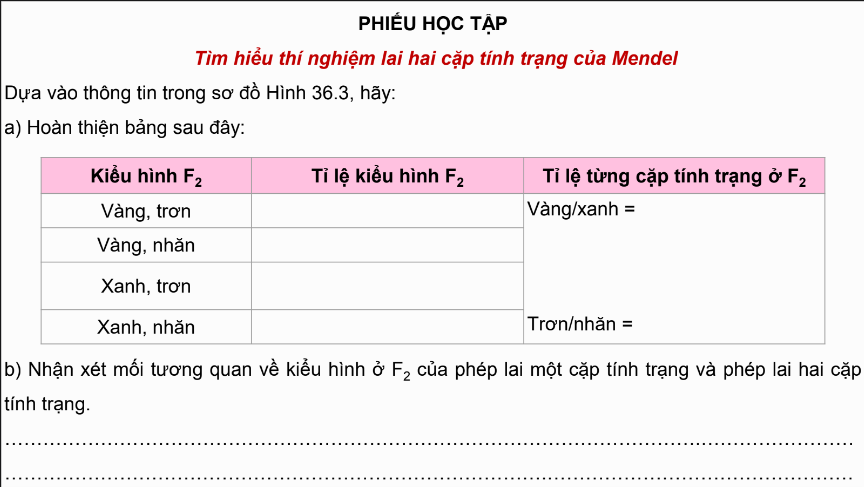 PHIẾU HỌC TẬP
Tìm hiểu thí nghiệm lai hai cặp tính trạng của Mendel
Dựa vào thông tin trong sơ đồ Hình 36.3, hãy:
a) Hoàn thiện bảng sau đây:
Kiểu hình F₂ Tỉ lệ kiểu hình F₂ Tỉ lệ từng cặp tính trạng ở F₂
Vàng, trơn Vàng/xanh =
Vàng, nhăn
Xanh, trơn
Xanh, nhăn Trơn/nhăn =
b) Nhận xét mối tương quan về kiểu hình ở F₂ của phép lai một cặp tính trạng và phép lai hai cặp
tính trạng.